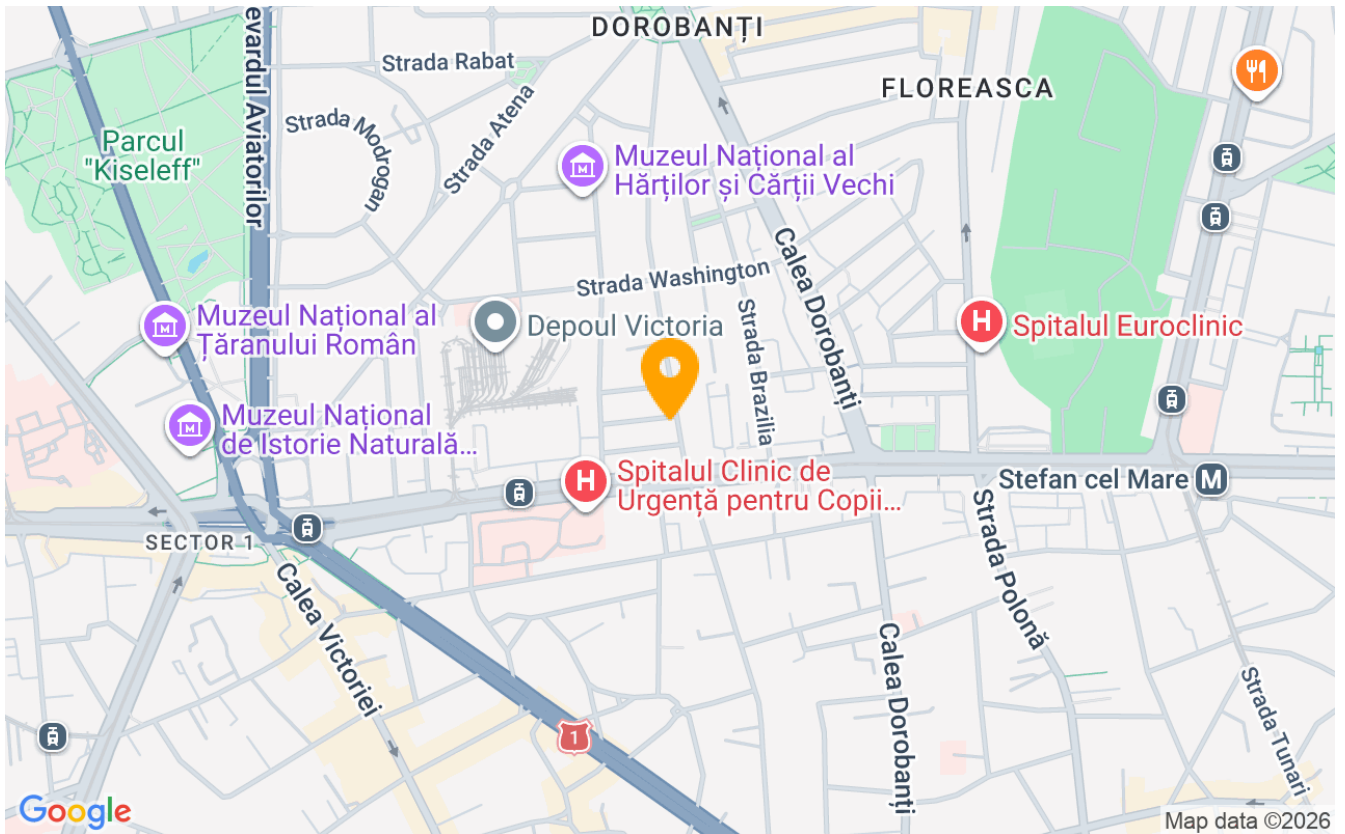 DOROBANȚI
Strada Rabat
evardul Aviatorilor
FLOREASCA
Strada Modrogan
Strada Atena
Parcul
"Kiseleff"
Muzeul Național al
Hărților și Cărții Vechi
Strada Washington
Calea Dorobanți
Muzeul Național al
Țăranului Român
Depoul Victoria
Strada Brazilia
H
Spitalul Euroclinic
Muzeul Național
de Istorie Naturală...
H
Spitalul Clinic de
Urgență pentru Copii...
Stefan cel Mare M
SECTOR 1
Strada Polonă
Calea Victoriei
Calea Dorobanți
Strada Tunari
1
Google
Map data ©2026